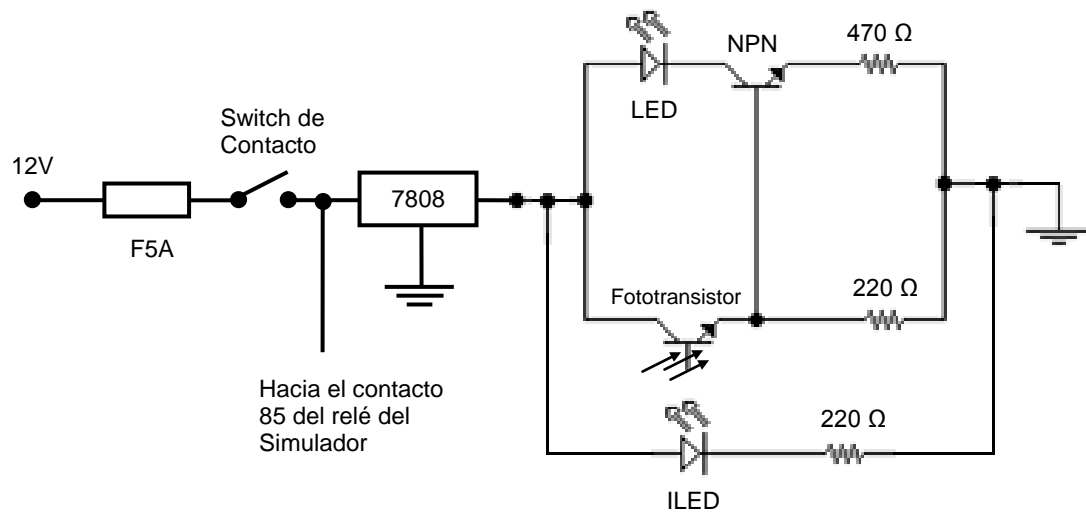 NPN
470 Ω
LED
Switch de
Contacto
12V
7808
F5A
Fototransistor
220 Ω
Hacia el contacto
85 del relé del
Simulador
220 Ω
ILED